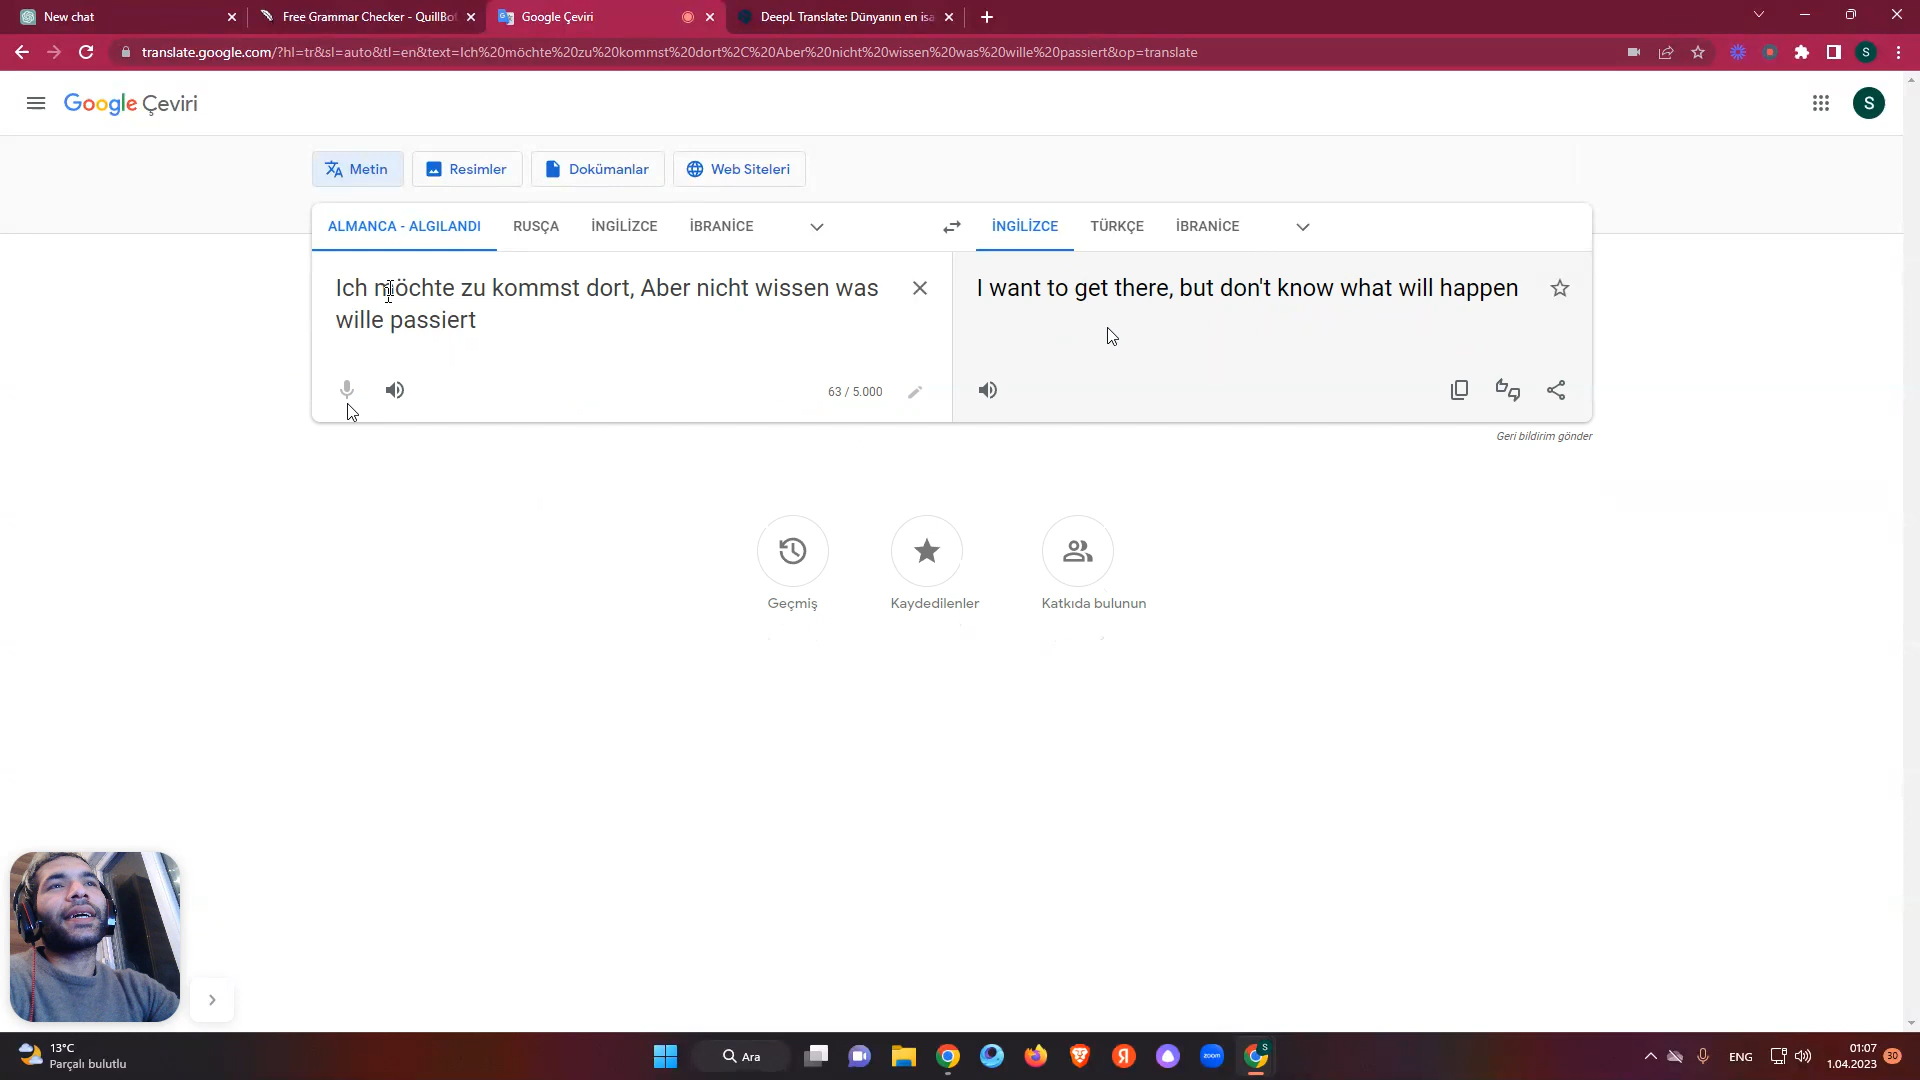 New chat
Free Grammar Checker - QuillBo
Google Çeviri
DeepL Translate: Dünyanın en isa
translate.google.com/?hl=tr&sl=auto&tl=en&text=Ich%20möchte%20zu%20kommst%20dort%2C%20Aber%20nicht%20wissen%20was%20wille%20passiert&op=translate
S
Google Çeviri
S
Metin
Resimler
Dokümanlar
Web Siteleri
ALMANCA - ALGILANDI
RUSÇA
İNGİLİZCE
İBRANİCE
İNGİLİZCE
TÜRKÇE
İBRANİCE
Ich möchte zu kommst dort, Aber nicht wissen was
wille passiert
I want to get there, but don't know what will happen
63 / 5.000
Geri bildirim gönder
Geçmiş
Kaydedilenler
Katkıda bulunun
13°C
Parçalı bulutlu
Ara
zoom
S
ENG
01:07
1.04.2023
30